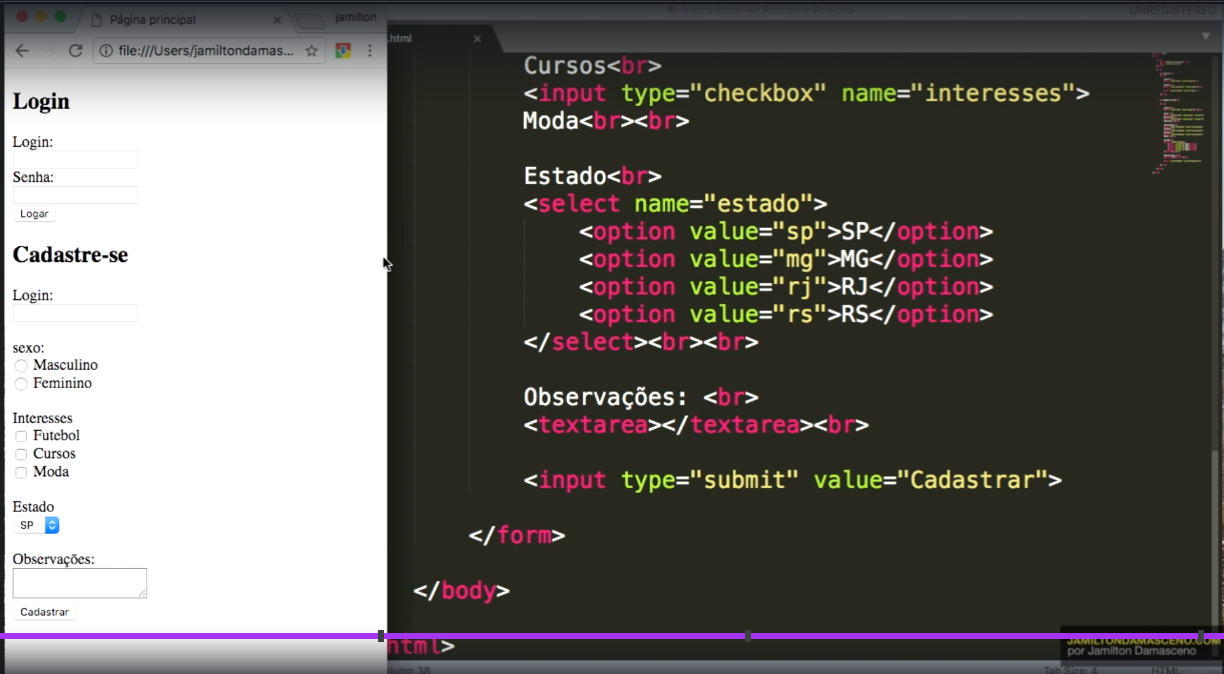 Página principal
jamilton
file:///Users/jamiltondamas...
Login
Login:
Senha:
Logar
Cadastre-se
Login:
sexo:
Masculino
Feminino
Interesses
Futebol
Cursos
Moda
Estado
SP
Observações:
Cadastrar
index.html — Primeiro Projeto
UNREGISTERED
.html
Cursos<br>
<input type="checkbox" name="interesses">
Moda<br><br>
Estado<br>
<select name="estado">
<option value="sp">SP</option>
<option value="mg">MG</option>
<option value="rj">RJ</option>
<option value="rs">RS</option>
</select><br><br>
Observações: <br>
<textarea></textarea><br>
<input type="submit" value="Cadastrar">
</form>
</body>
html>
JAMILTONDAMASCENO.COM
por Jamilton Damasceno
38
Tab Size: 4
HTML